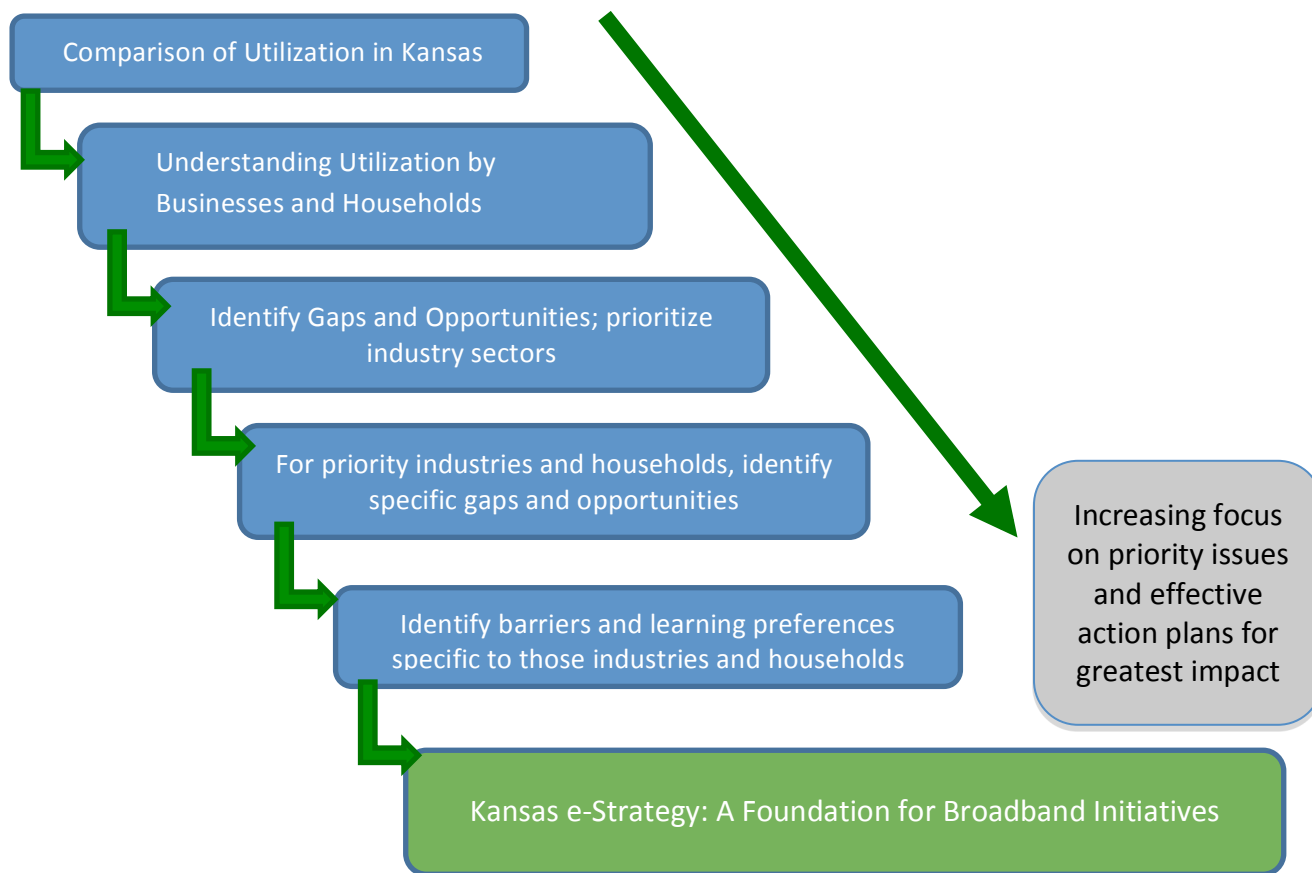 Comparison of Utilization in Kansas
Understanding Utilization by
Businesses and Households
Identify Gaps and Opportunities; prioritize
industry sectors
For priority industries and households, identify
specific gaps and opportunities
Identify barriers and learning preferences
specific to those industries and households
Increasing focus
on priority issues
and effective
action plans for
greatest impact
Kansas e-Strategy: A Foundation for Broadband Initiatives